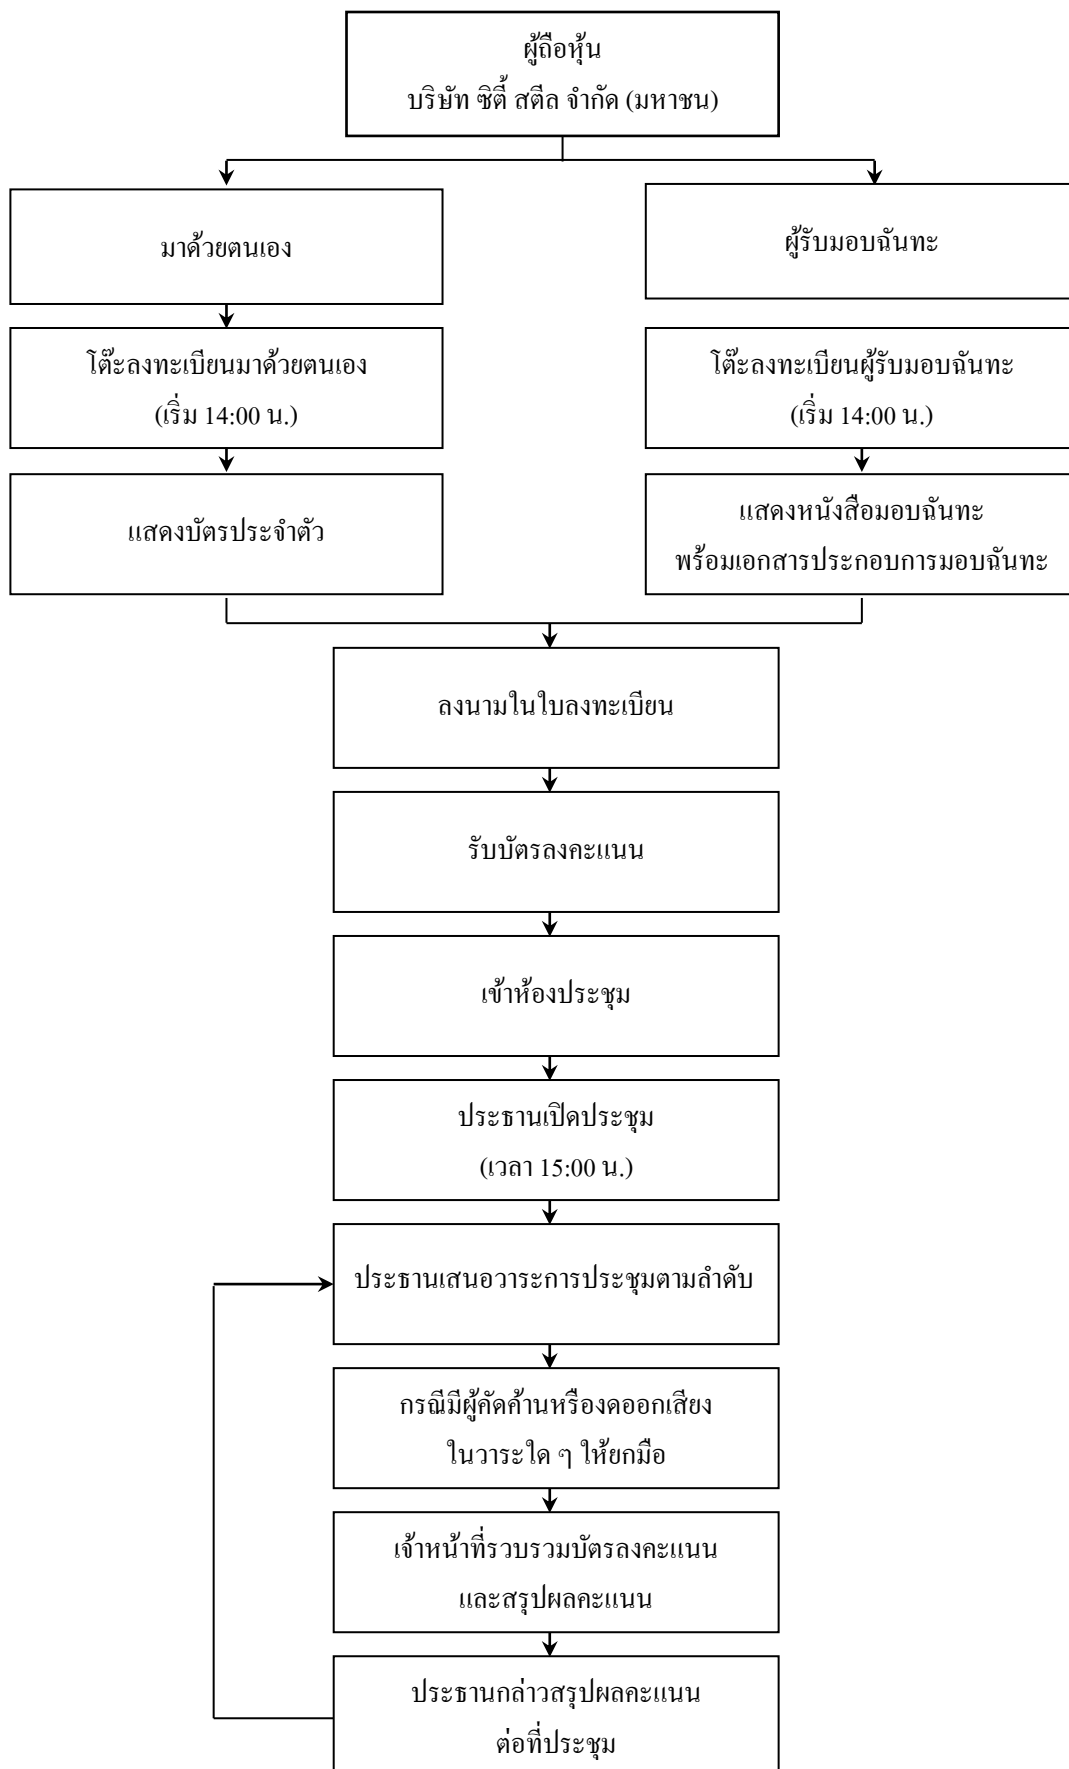 ผู้ถือหุ้น
บริษัท ซิตี้ สตีล จำกัด (มหาชน)
มาด้วยตนเอง
ผู้รับมอบฉันทะ
โต๊ะลงทะเบียนมาด้วยตนเอง
(เริ่ม 14:00 น.)
โต๊ะลงทะเบียนผู้รับมอบฉันทะ
(เริ่ม 14:00 น.)
แสดงบัตรประจำตัว
แสดงหนังสือมอบฉันทะ
พร้อมเอกสารประกอบการมอบฉันทะ
ลงนามในใบลงทะเบียน
รับบัตรลงคะแนน
เข้าห้องประชุม
ประธานเปิดประชุม
(เวลา 15:00 น.)
ประธานเสนอวาระการประชุมตามลำดับ
กรณีมีผู้คัดค้านหรืองดออกเสียง
ในวาระใด ๆ ให้ยกมือ
เจ้าหน้าที่รวบรวมบัตรลงคะแนน
และสรุปผลคะแนน
ประธานกล่าวสรุปผลคะแนน
ต่อที่ประชุม